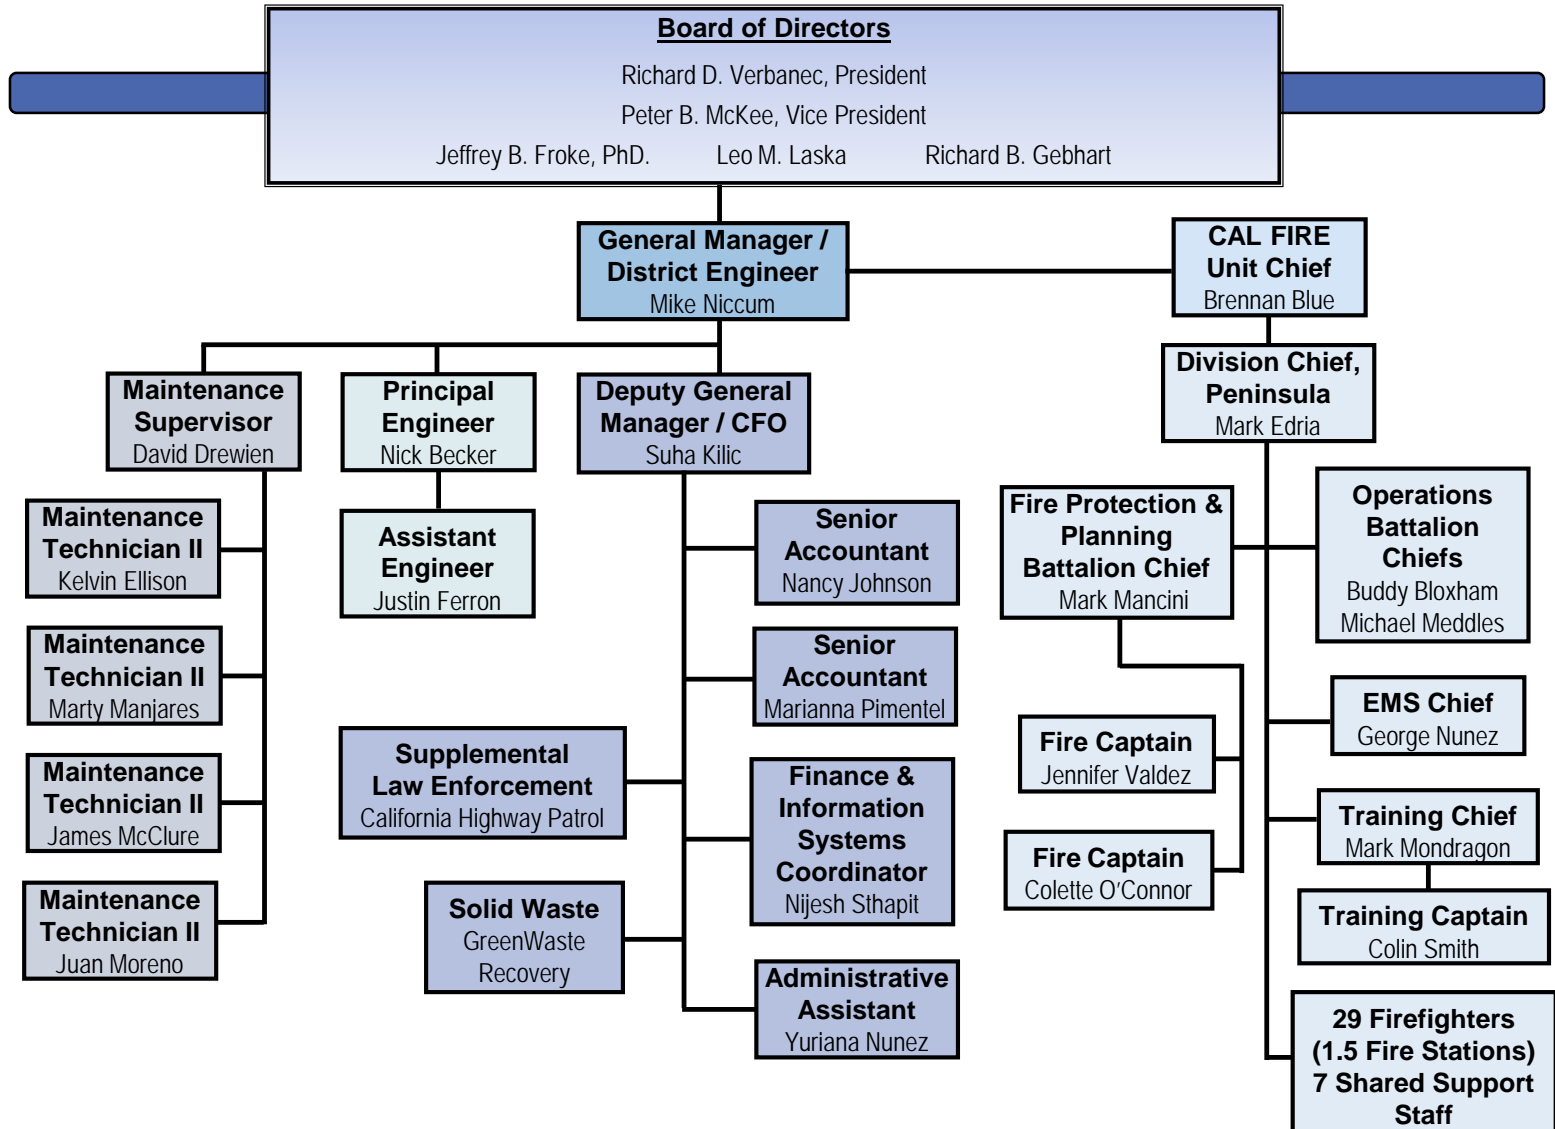 Board of Directors
Richard D. Verbanec, President
Peter B. McKee, Vice President
Jeffrey B. Froke, PhD. Leo M. Laska Richard B. Gebhart
General Manager /
District Engineer
Mike Niccum
CAL FIRE
Unit Chief
Brennan Blue
Maintenance
Supervisor
David Drewien
Principal
Engineer
Nick Becker
Deputy General
Manager / CFO
Suha Kilic
Division Chief,
Peninsula
Mark Edria
Maintenance
Technician II
Kelvin Ellison
Maintenance
Technician II
Marty Manjares
Maintenance
Technician II
James McClure
Maintenance
Technician II
Juan Moreno
Assistant
Engineer
Justin Ferron
Senior
Accountant
Nancy Johnson
Senior
Accountant
Marianna Pimentel
Supplemental
Law Enforcement
California Highway Patrol
Finance &
Information
Systems
Coordinator
Nijesh Sthapit
Solid Waste
GreenWaste
Recovery
Administrative
Assistant
Yuriana Nunez
Fire Protection &
Planning
Battalion Chief
Mark Mancini
Fire Captain
Jennifer Valdez
Fire Captain
Colette O’Connor
Operations
Battalion
Chiefs
Buddy Bloxham
Michael Meddles
EMS Chief
George Nunez
Training Chief
Mark Mondragon
Training Captain
Colin Smith
29 Firefighters
(1.5 Fire Stations)
7 Shared Support
Staff